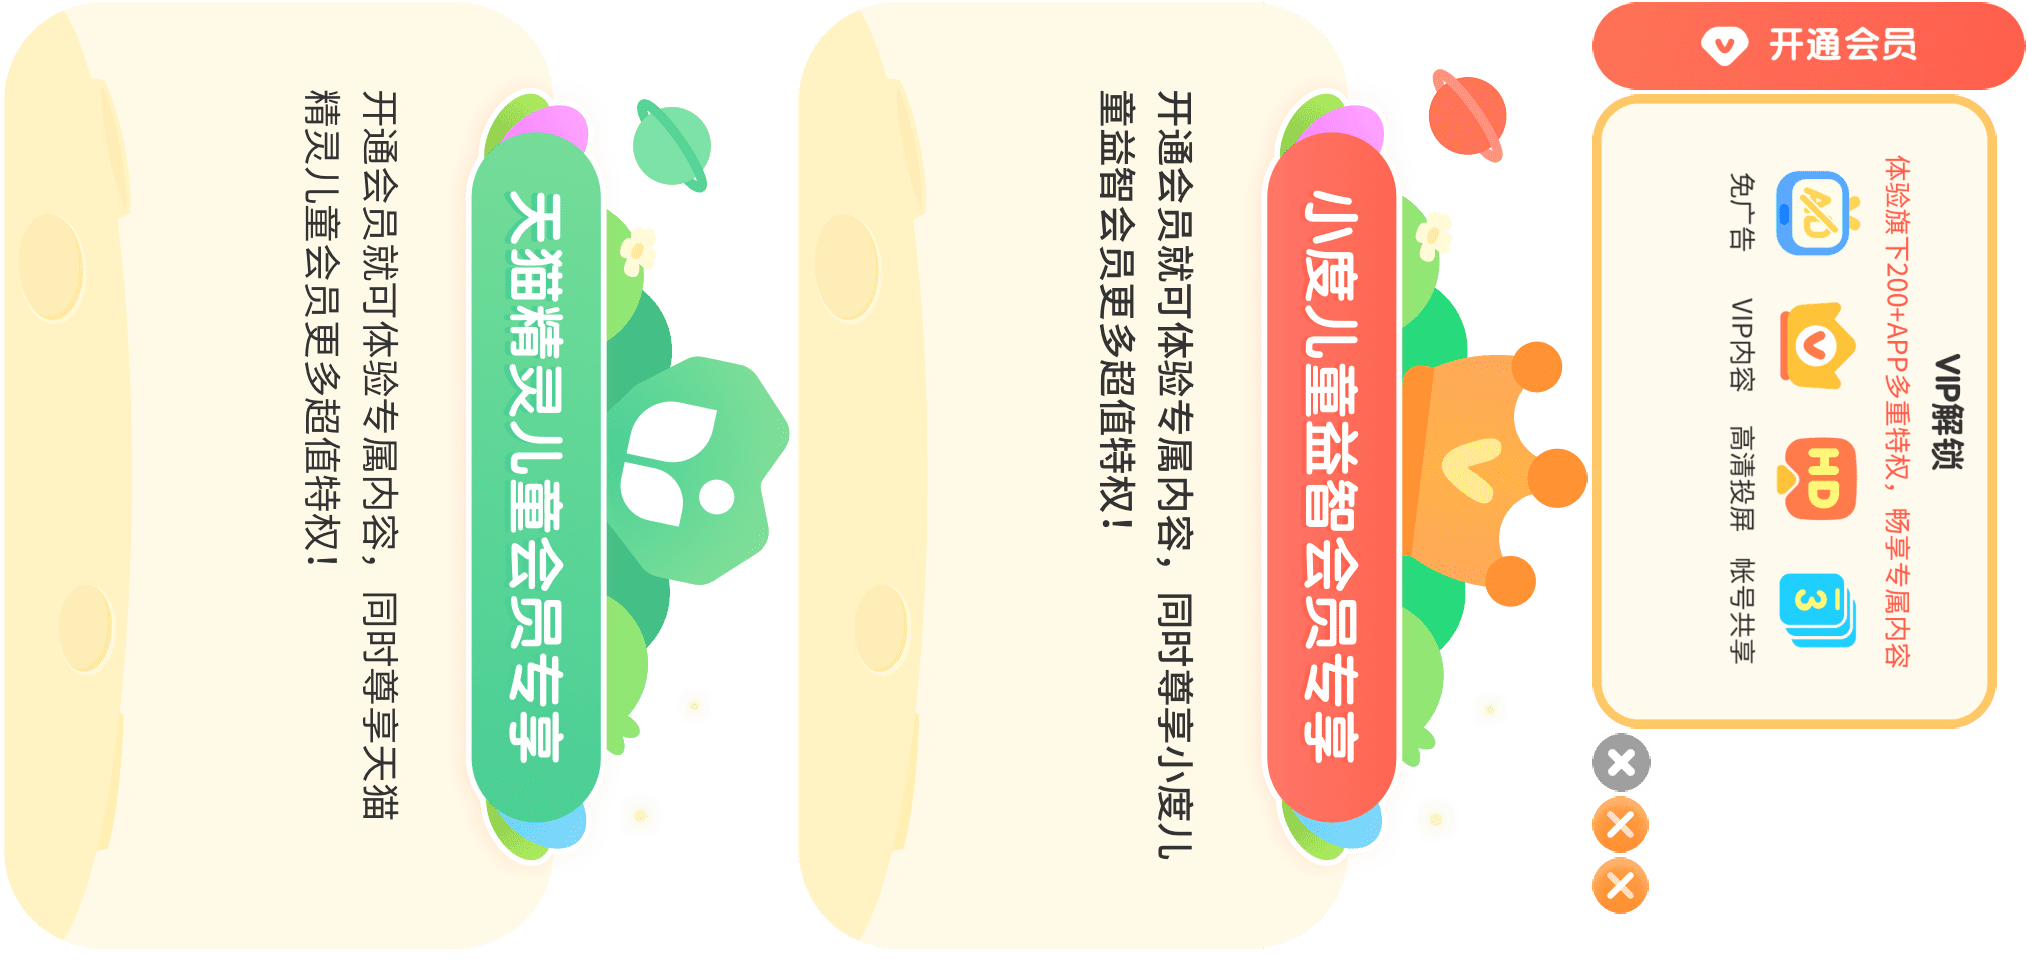 开通会员
VIP解锁
体验旗下200+APP多重特权，畅享专属内容
AD
HD
3
免广告
VIP内容
高清投屏
帐号共享
小度儿童益智会员专享
开通会员就可体验专属内容，同时尊享小度儿
童益智会员更多超值特权！
天猫精灵儿童会员专享
开通会员就可体验专属内容，同时尊享天猫
精灵儿童会员更多超值特权！